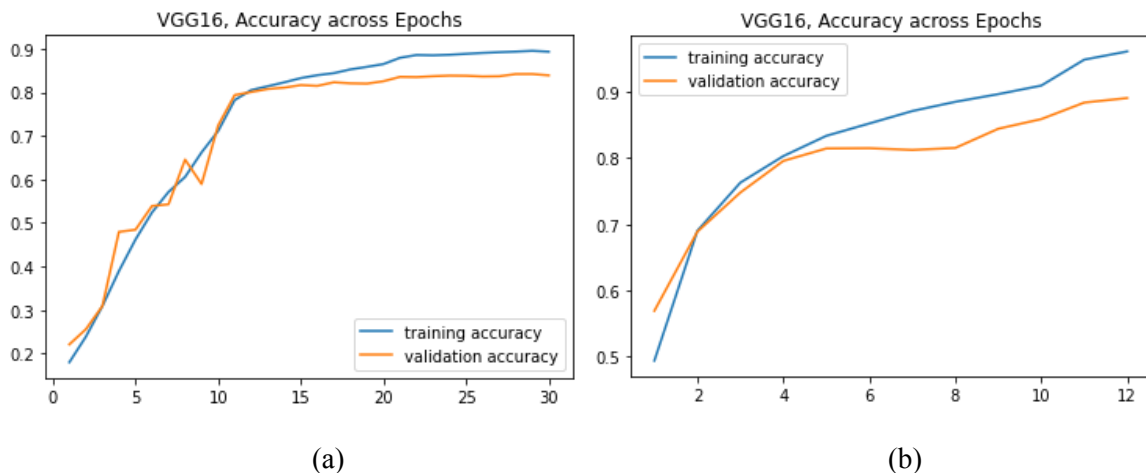 VGG16, Accuracy across Epochs
0.9
0.8
0.7
0.6
0.5
0.4
0.3
0.2
training accuracy
validation accuracy
0 5 10 15 20 25 30
(a)
VGG16, Accuracy across Epochs
training accuracy
validation accuracy
0.9
0.8
0.7
0.6
0.5
2 4 6 8 10 12
(b)